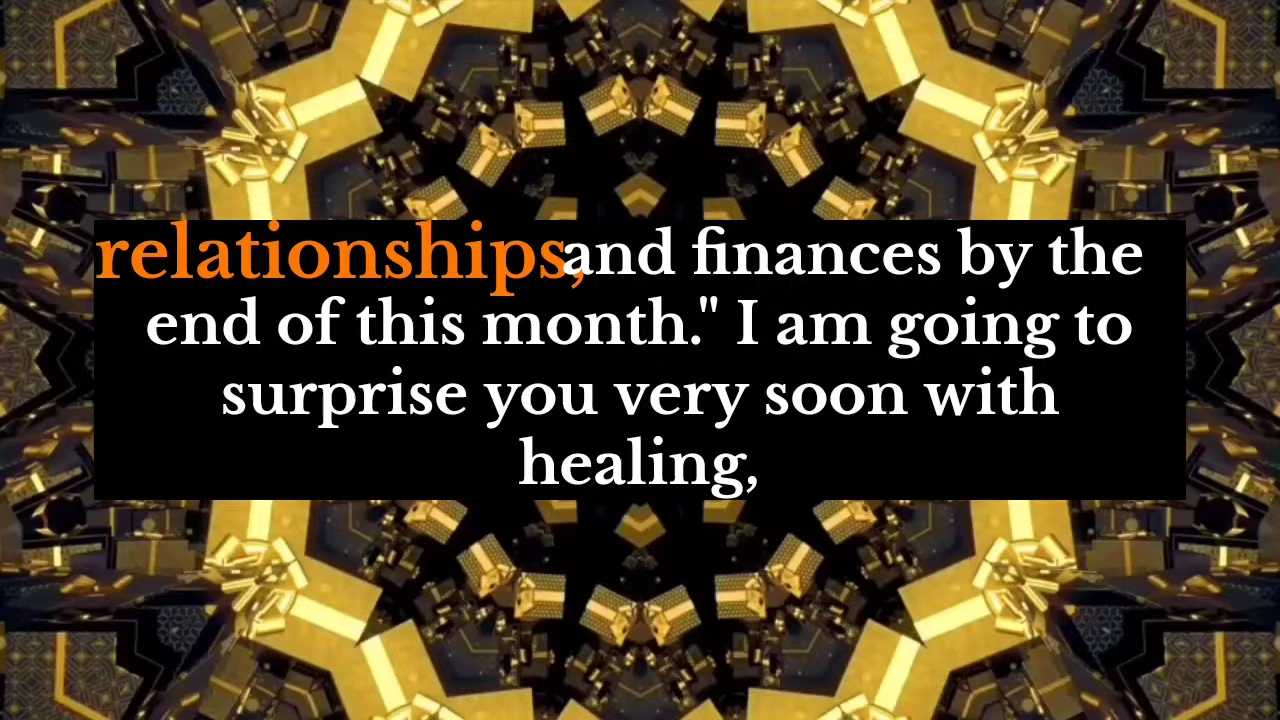 relationships, and finances by the
end of this month." I am going to
surprise you very soon with
healing,